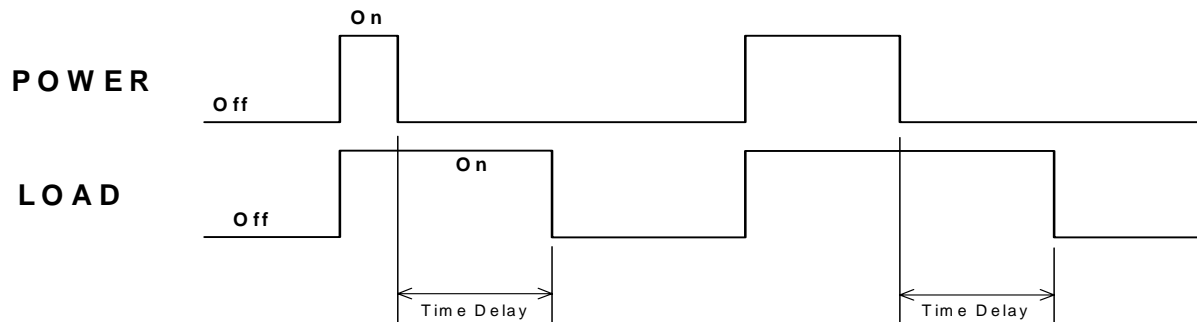 On
POWER
Off
On
LOAD
Off
Time Delay
Time Delay